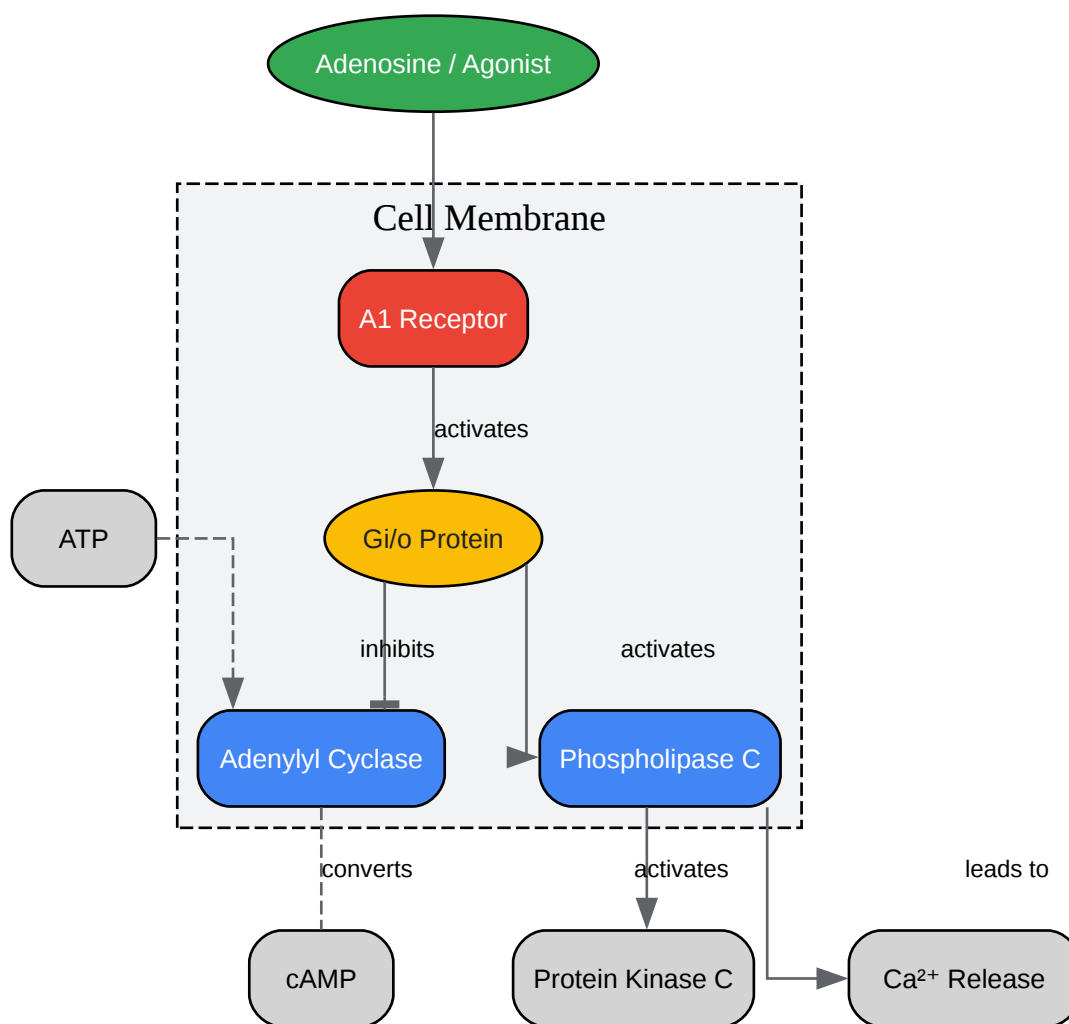 Adenosine / Agonist
Cell Membrane
A1 Receptor
activates
ATP
Gi/o Protein
inhibits
activates
Adenylyl Cyclase
Phospholipase C
converts
activates
leads to
cAMP
Protein Kinase C
Ca²⁺ Release